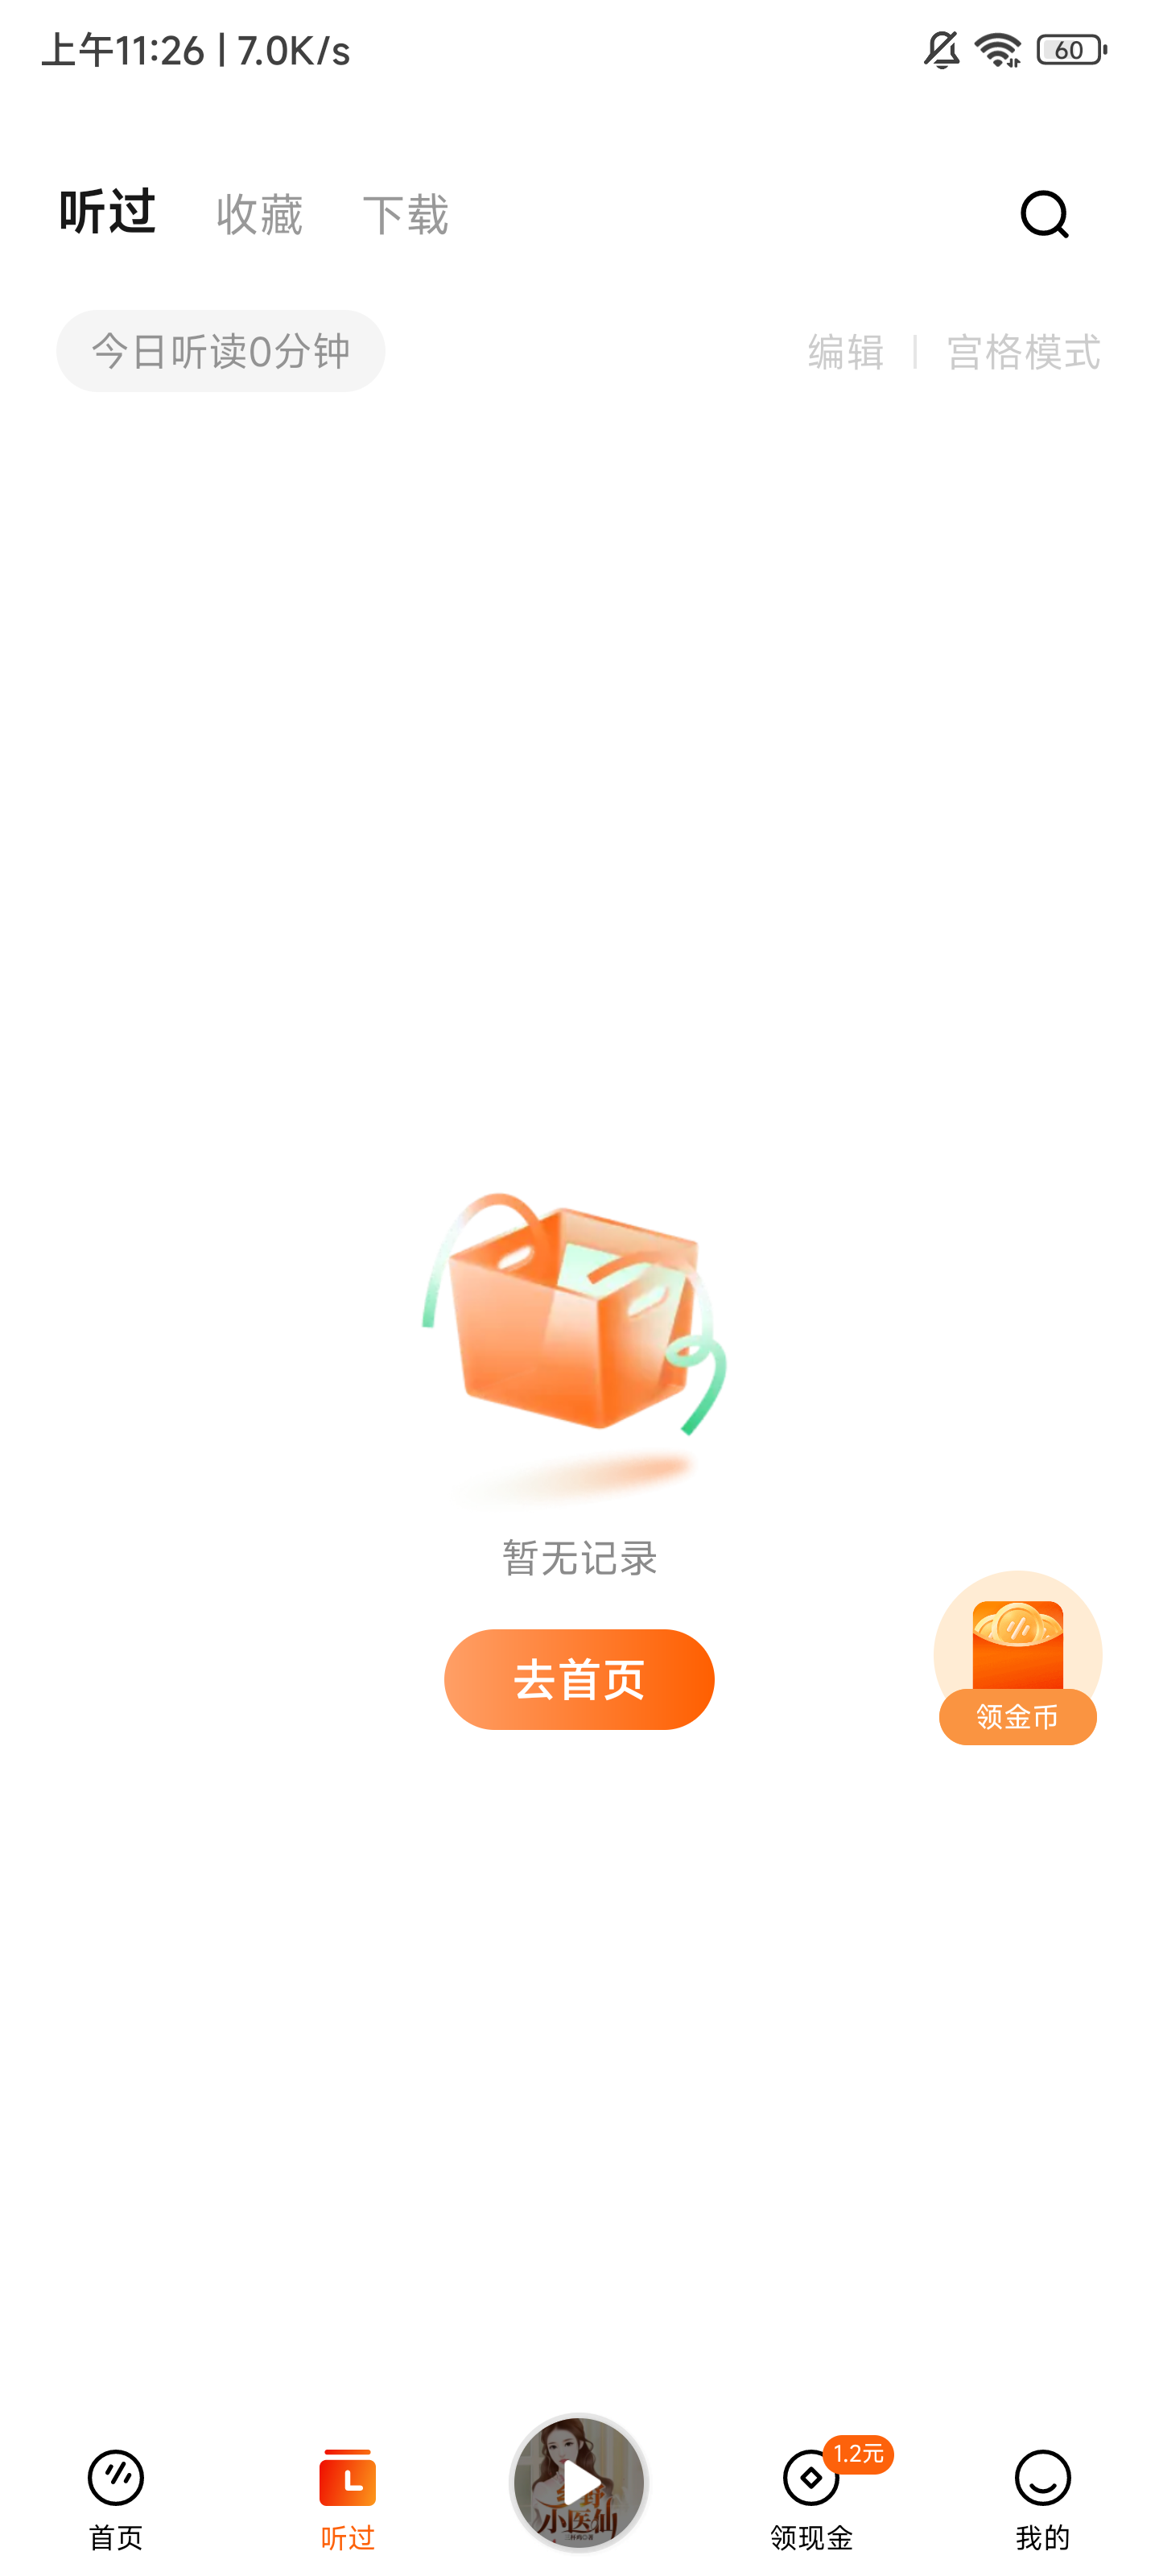 上午11:26 | 7.0K/s
60
听过 收藏 下载
今日听读0分钟
编辑 | 宫格模式
暂无记录
去首页
领金币
小医仙
1.2元
首页 听过 领现金 我的